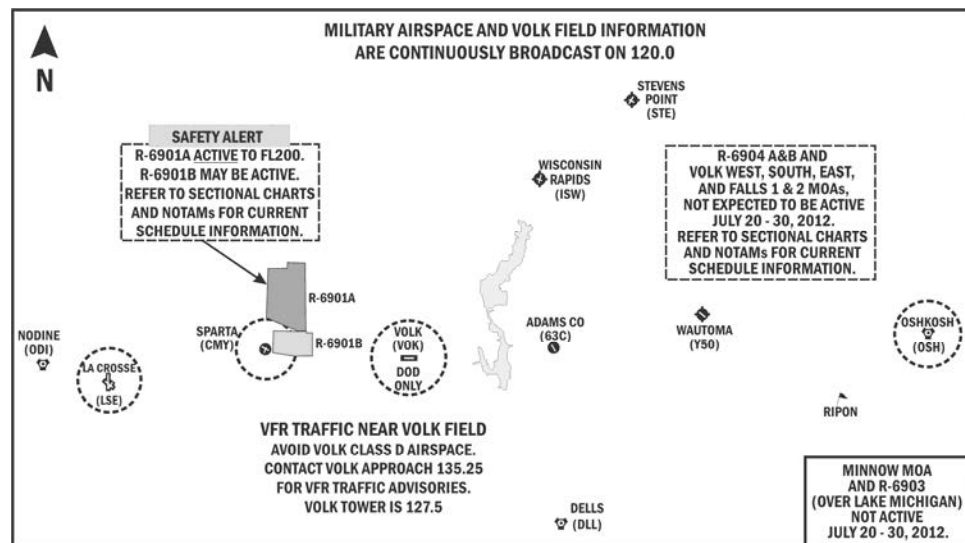 MILITARY AIRSPACE AND VOLK FIELD INFORMATION
ARE CONTINUOUSLY BROADCAST ON 120.0
N
STEVENS
POINT
(STE)
SAFETY ALERT
R-6901A ACTIVE TO FL200.
R-6901B MAY BE ACTIVE.
REFER TO SECTIONAL CHARTS
AND NOTAMs FOR CURRENT
SCHEDULE INFORMATION.
WISCONSIN
RAPIDS
(ISW)
R-6904 A&B AND
VOLK WEST, SOUTH, EAST,
AND FALLS 1 & 2 MOAs,
NOT EXPECTED TO BE ACTIVE
JULY 20 - 30, 2012.
REFER TO SECTIONAL CHARTS
AND NOTAMs FOR CURRENT
SCHEDULE INFORMATION.
R-6901A
NODINE
(ODI)
LA CROSSE
(LSE)
SPARTA
(CMY)
R-6901B
VOLK
(VOK)
DOD
ONLY
ADAMS CO
(63C)
WAUTOMA
(Y50)
OSHKOSH
(OSH)
RIPON
VFR TRAFFIC NEAR VOLK FIELD
AVOID VOLK CLASS D AIRSPACE.
CONTACT VOLK APPROACH 135.25
FOR VFR TRAFFIC ADVISORIES.
VOLK TOWER IS 127.5
DELLS
(DLL)
MINNOW MOA
AND R-6903
(OVER LAKE MICHIGAN)
NOT ACTIVE
JULY 20 - 30, 2012.